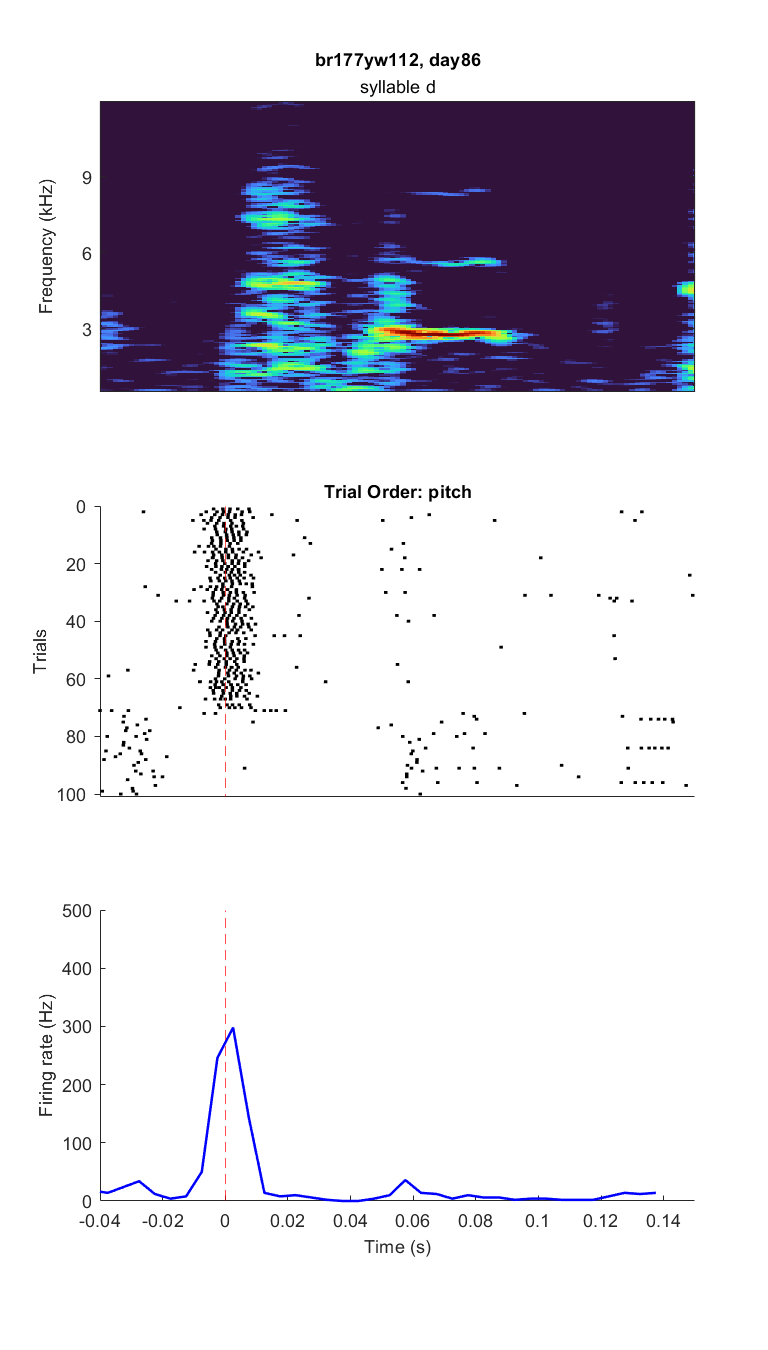 br177yw112, day86
syllable d
9
6
3
Frequency (kHz)
Trial Order: pitch
0
20
40
60
80
100
Trials
500
400
300
200
100
0
Firing rate (Hz)
-0.04 -0.02 0 0.02 0.04 0.06 0.08 0.1 0.12 0.14
Time (s)